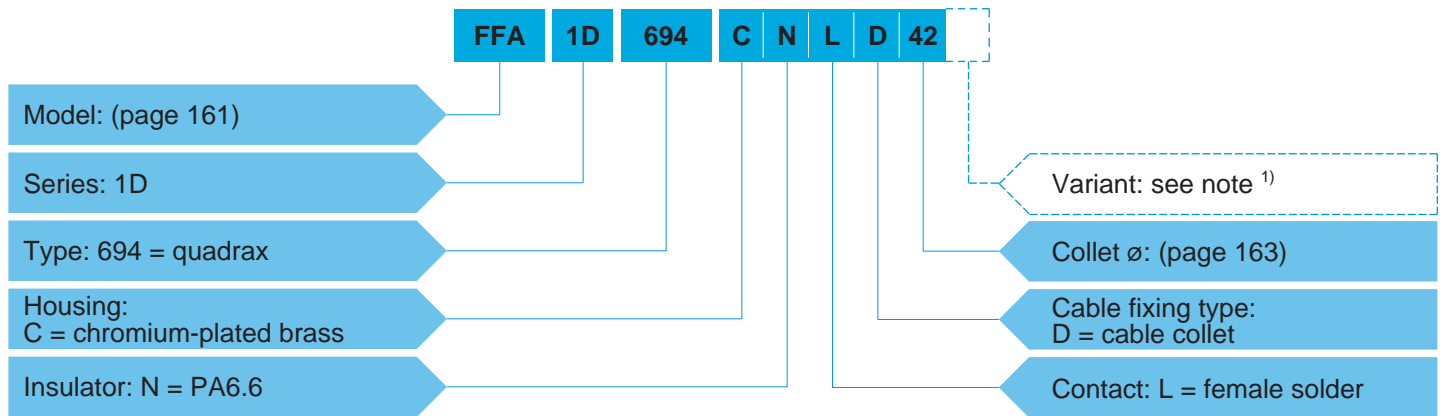 FFA 1D 694 C N L D 42
Model: (page 161)
Series: 1D
Type: 694 = quadrax
Housing:
C = chromium-plated brass
Insulator: N = PA6.6
Variant: see note 1)
Collet ø: (page 163)
Cable fixing type:
D = cable collet
Contact: L = female solder